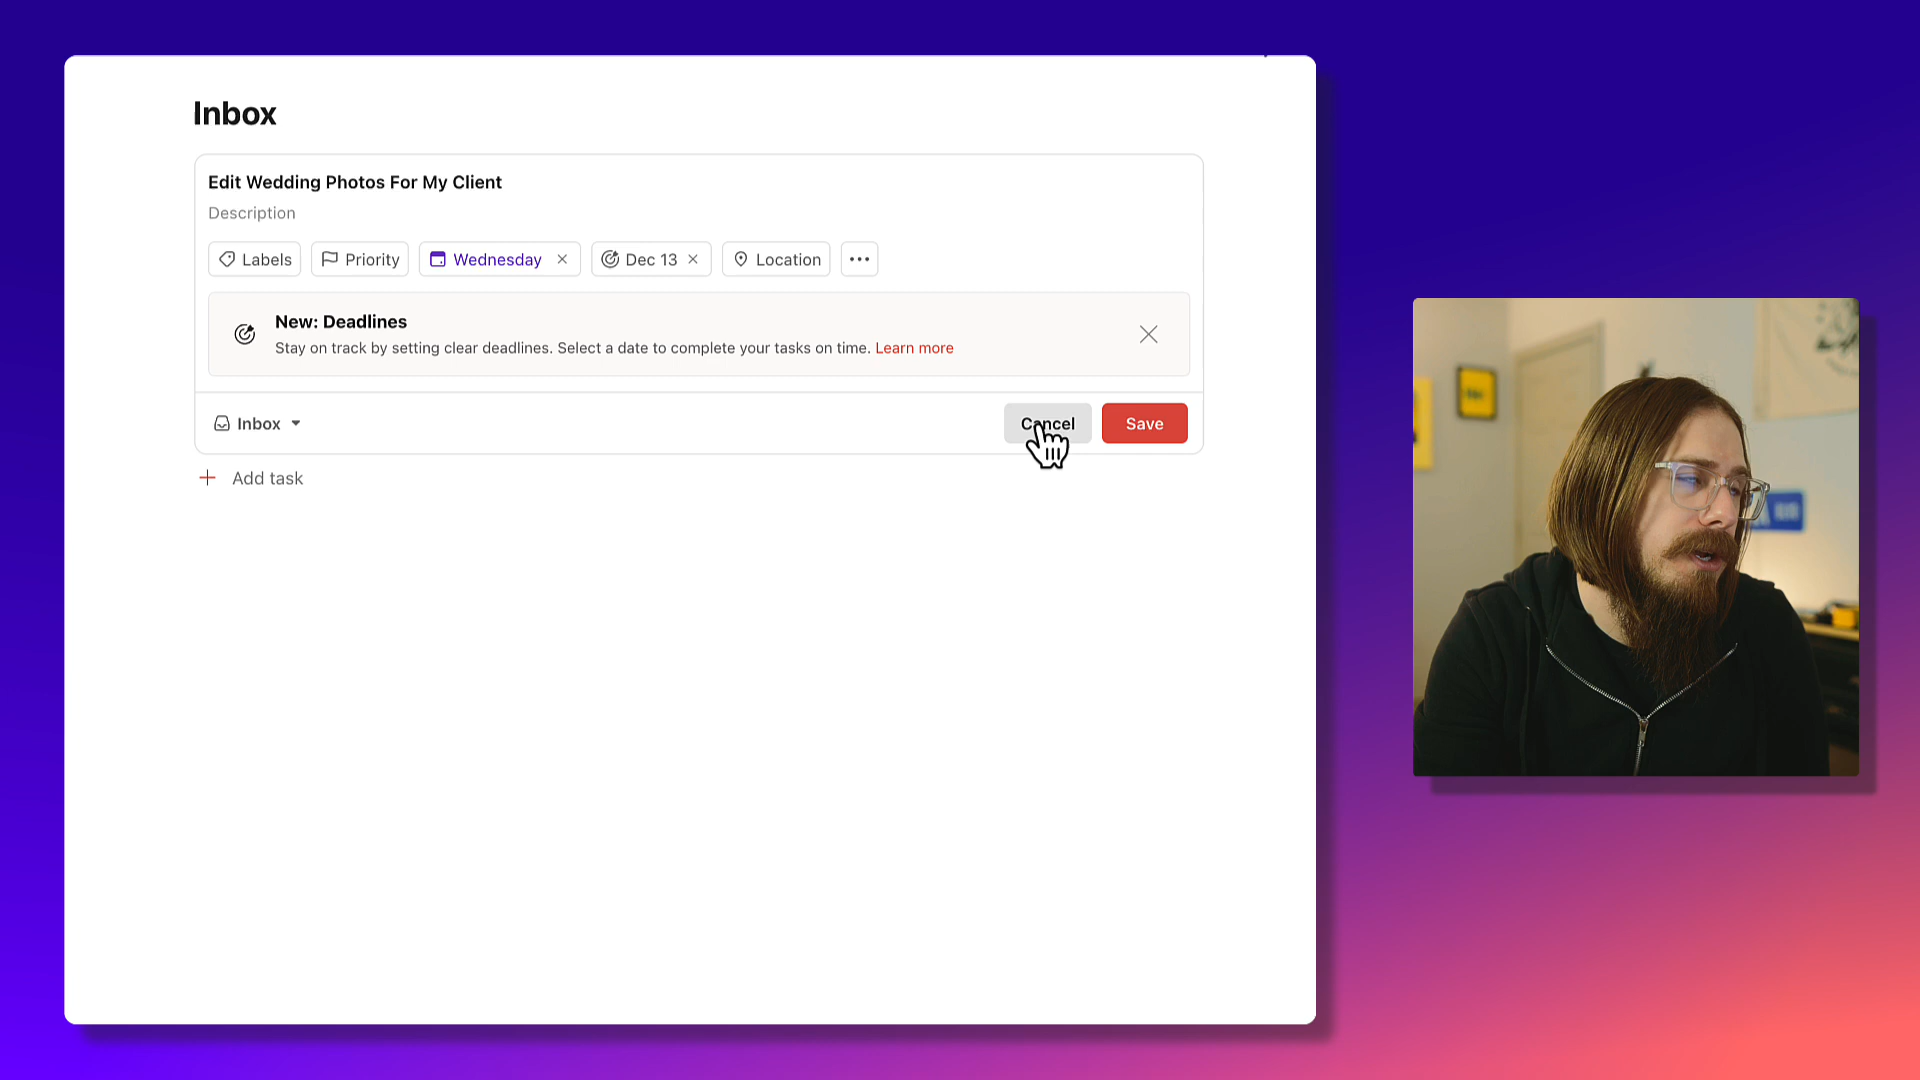 Inbox
Edit Wedding Photos For My Client
Description
Labels Priority Wednesday Dec 13 Location
New: Deadlines
Stay on track by setting clear deadlines. Select a date to complete your tasks on time. Learn more
Inbox Cancel Save
Add task